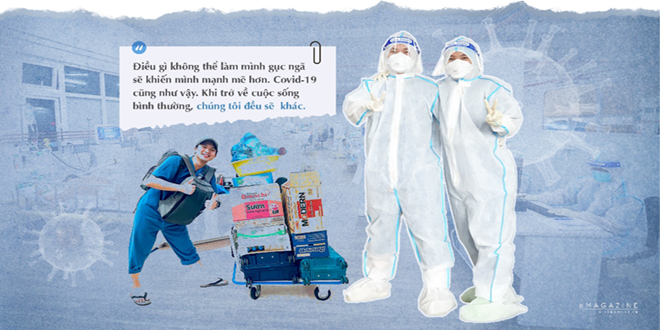 Điều gì không thể làm mình gục ngã
sẽ khiến mình mạnh mẽ hơn. Covid-19
cũng như vậy. Khi trở về cuộc sống
bình thường, chúng tôi đều sẽ khác.
MODERN
eMAGAZINE